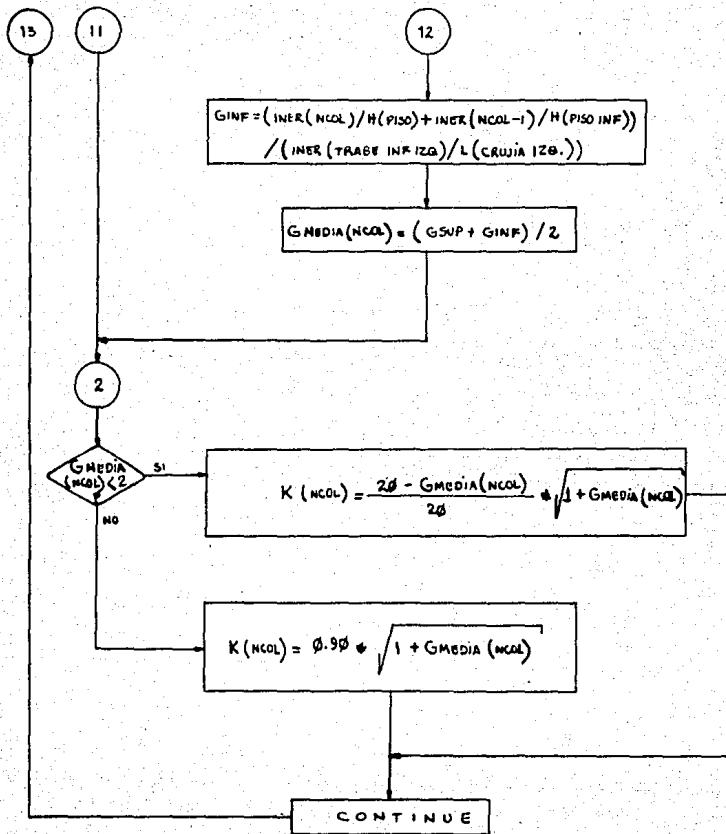 13
11
12
GINF = (INER(NCOL)/H(PISO)+INER(NCOL-1)/H(PISO INF))
/(INER(TRABE INF IZQ)/L(CRUJIA IZQ.))
GMEDIA(NCOL) = (GSUP + GINF) / 2
2
GMEDIA
(NCOL) < 2
SI
NO
K (NCOL) = 2Ø - GMEDIA(NCOL) / 2Ø * √1 + GMEDIA(NCOL)
K(NCOL) = Ø.9Ø * √1 + GMEDIA (NCOL)
CONTINUE